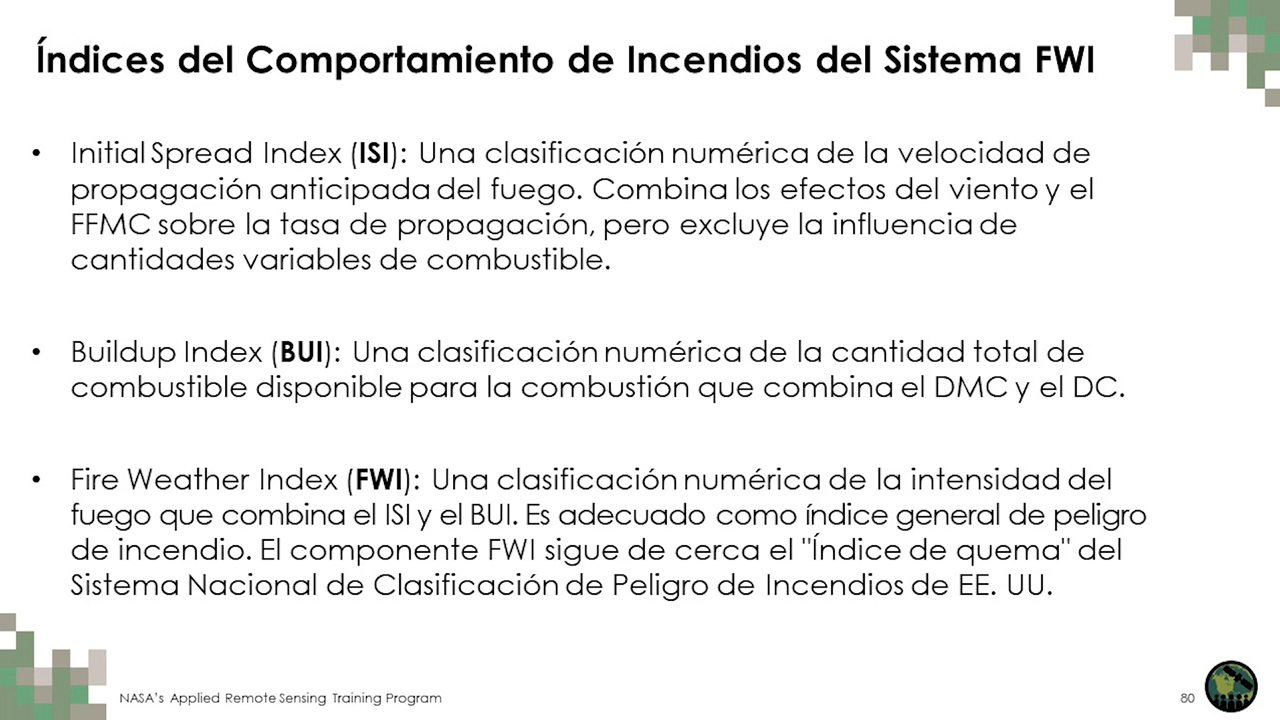 Índices del Comportamiento de Incendios del Sistema FWI
• Initial Spread Index (ISI): Una clasificación numérica de la velocidad de
propagación anticipada del fuego. Combina los efectos del viento y el
FFMC sobre la tasa de propagación, pero excluye la influencia de
cantidades variables de combustible.
• Buildup Index (BUI): Una clasificación numérica de la cantidad total de
combustible disponible para la combustión que combina el DMC y el DC.
• Fire Weather Index (FWI): Una clasificación numérica de la intensidad del
fuego que combina el ISI y el BUI. Es adecuado como índice general de peligro
de incendio. El componente FWI sigue de cerca el "Índice de quema" del
Sistema Nacional de Clasificación de Peligro de Incendios de EE. UU.
NASA's Applied Remote Sensing Training Program
80